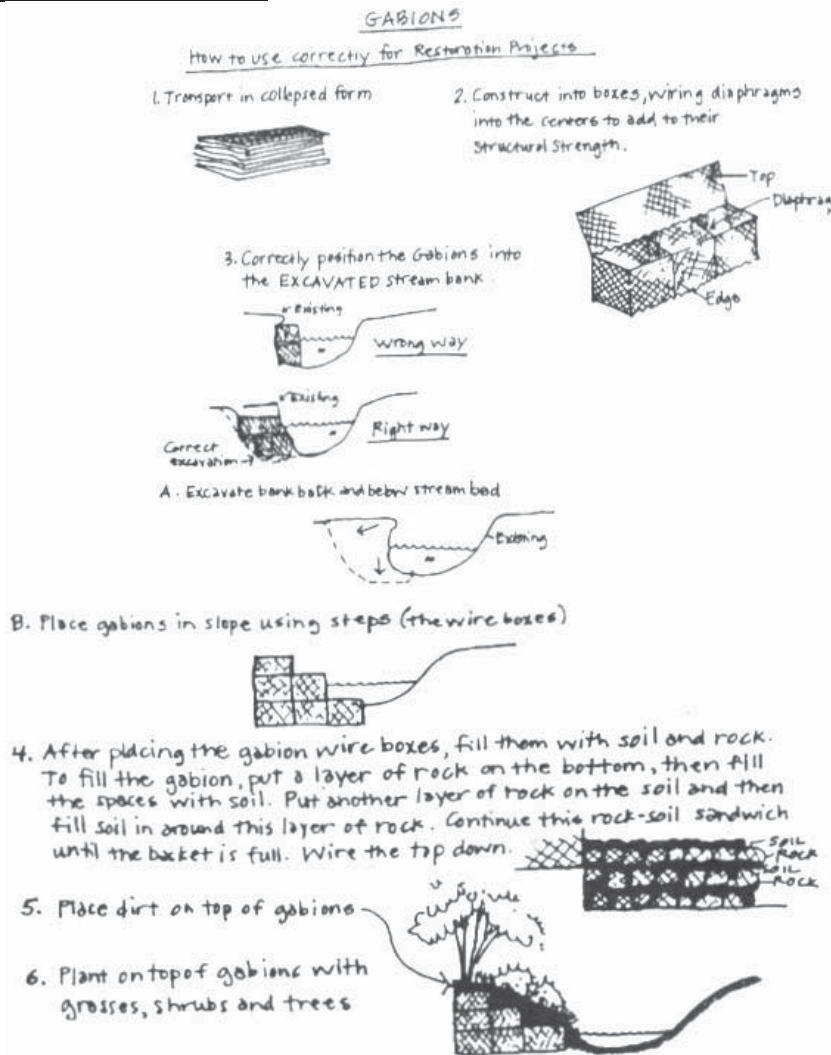 GABIONS
How to use correctly for Restoration Projects
1. Transport in collapsed form
2. Construct into boxes, wiring diaphragms
into the centers to add to their
Structural Strength.
Top
Diaphrag
Edge
3. Correctly position the Gabions into
the EXCAVATED stream bank.
Existing
Wrong way
Existing
Right way
Correct
excavation
A. Excavate bank back and below stream bed
Existing
B. Place gabions in slope using steps (the wire boxes)
4. After placing the gabion wire boxes, fill them with soil and rock.
To fill the gabion, put a layer of rock on the bottom, then fill
the spaces with soil. Put another layer of rock on the soil and then
fill soil in around this layer of rock. Continue this rock-soil sandwich
until the basket is full. Wire the top down.
SOIL
ROCK
SOIL
ROCK
5. Place dirt on top of gabions
6. Plant on top of gabions with
grasses, shrubs and trees